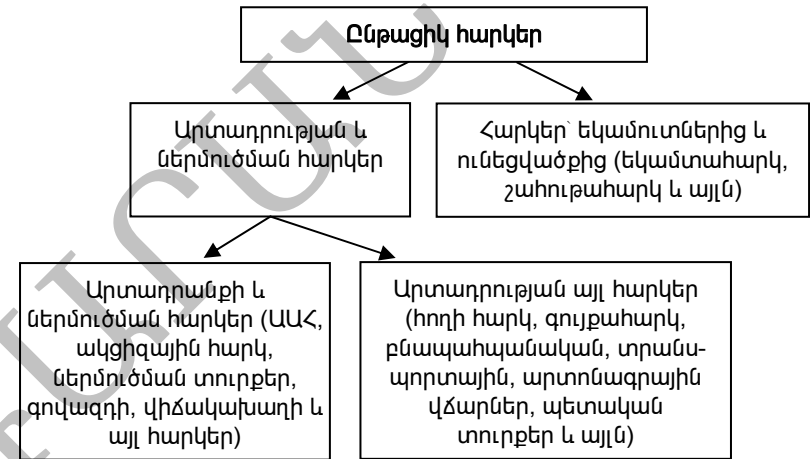 Ընթացիկ հարկեր
Արտադրության և
ներմուծման հարկեր
Հարկեր՝ եկամուտներից և
ունեցվածքից (եկամտահարկ,
շահութահարկ և այլն)
Արտադրանքի և
ներմուծման հարկեր (ԱԱՀ,
ակցիզային հարկ,
ներմուծման տուրքեր,
գովազդի, վիճակախաղի և
այլ հարկեր)
Արտադրության այլ հարկեր
(հողի հարկ, գույքահարկ,
բնապահպանական, տրանս-
պորտային, արտոնագրային
վճարներ, պետական
տուրքեր և այլն)